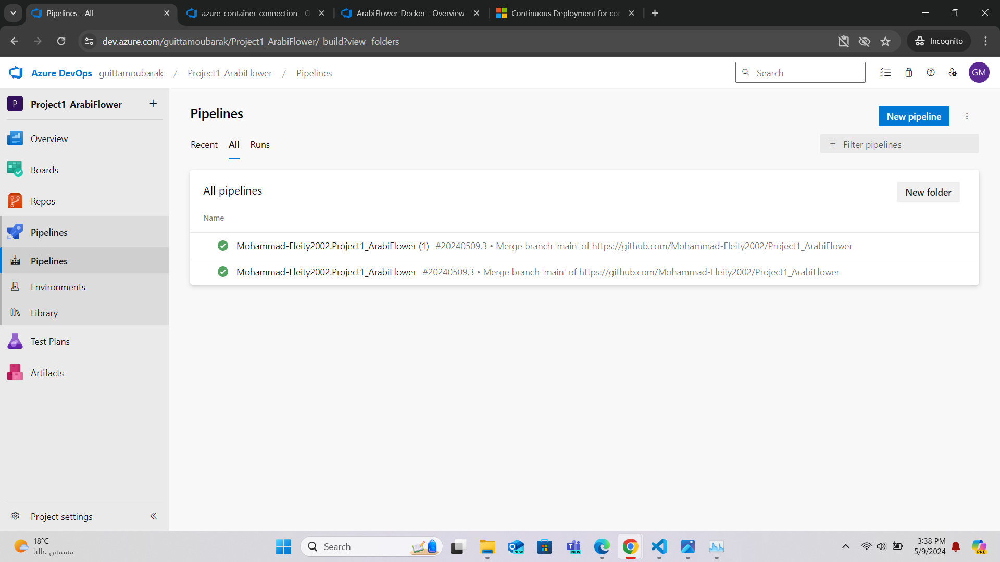 Pipelines - All
azure-container-connection - O
ArabiFlower-Docker - Overview
Continuous Deployment for con
dev.azure.com/guittamoubarak/Project1_ArabiFlower/_build?view=folders
Incognito
Azure DevOps guittamoubarak / Project1_ArabiFlower / Pipelines
Search
GM
P Project1_ArabiFlower
Overview
Boards
Repos
Pipelines
Pipelines
Environments
Library
Test Plans
Artifacts
Project settings
Pipelines
New pipeline
Recent All Runs
Filter pipelines
All pipelines
New folder
Name
Mohammad-Fleity2002.Project1_ArabiFlower (1) #20240509.3 • Merge branch 'main' of https://github.com/Mohammad-Fleity2002/Project1_ArabiFlower
Mohammad-Fleity2002.Project1_ArabiFlower #20240509.3 • Merge branch 'main' of https://github.com/Mohammad-Fleity2002/Project1_ArabiFlower
18°C
مشمس غالبًا
Search
NEW
NEW
3:38 PM
5/9/2024
PRE